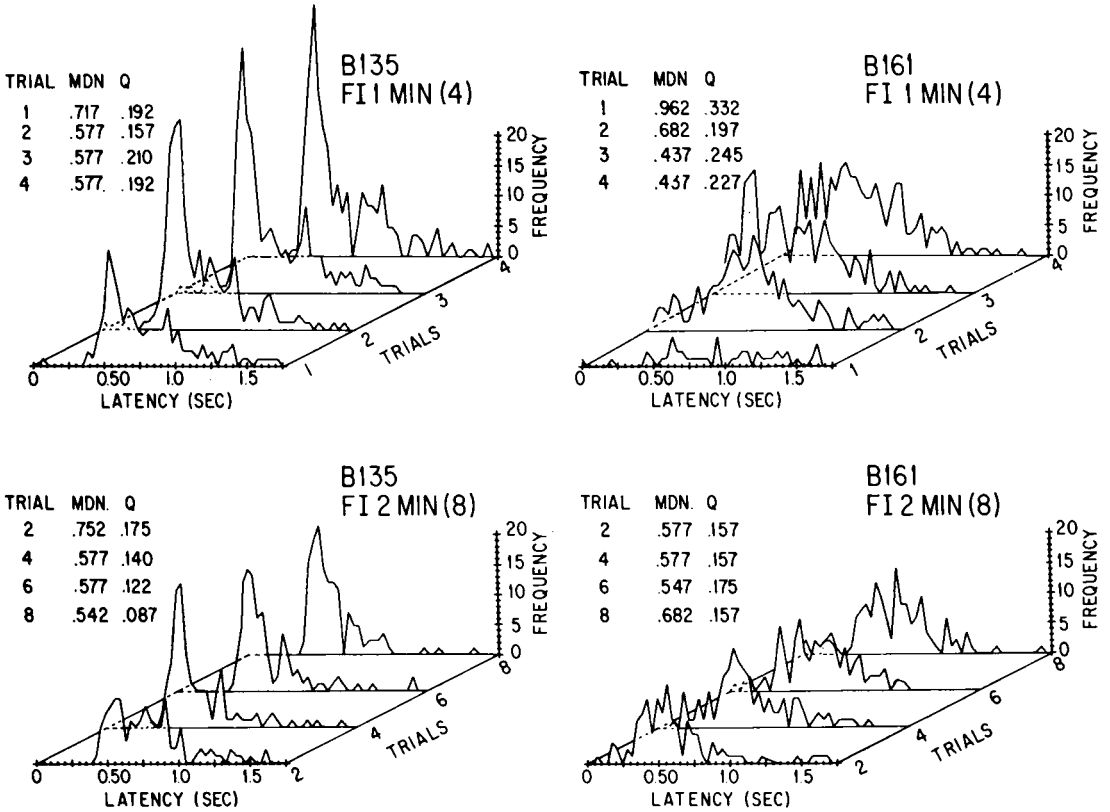 B135
FI 1 MIN (4)
TRIAL MDN Q
1 .717 .192
2 .577 .157
3 .577 .210
4 .577. .192
20
15
10
5
0
FREQUENCY
4
3
2
1
TRIALS
0 0.50 1.0 1.5
LATENCY (SEC)
B161
FI 1 MIN (4)
TRIAL MDN Q
1 .962 .332
2 .682 .197
3 .437 .245
4 .437 .227
20
15
10
5
0
FREQUENCY
4
3
2
1
TRIALS
0 0.50 1.0 1.5
LATENCY (SEC)
B135
FI 2 MIN (8)
TRIAL MDN. Q
2 .752 .175
4 .577 .140
6 .577 .122
8 .542 .087
20
15
10
5
0
FREQUENCY
8
6
4
2
TRIALS
0 0.50 1.0 1.5
LATENCY (SEC)
B161
FI 2 MIN (8)
TRIAL MDN. Q
2 .577 .157
4 .577 .157
6 .547 .175
8 .682 .157
20
15
10
5
0
FREQUENCY
8
6
4
2
TRIALS
0 0.50 1.0 1.5
LATENCY (SEC)